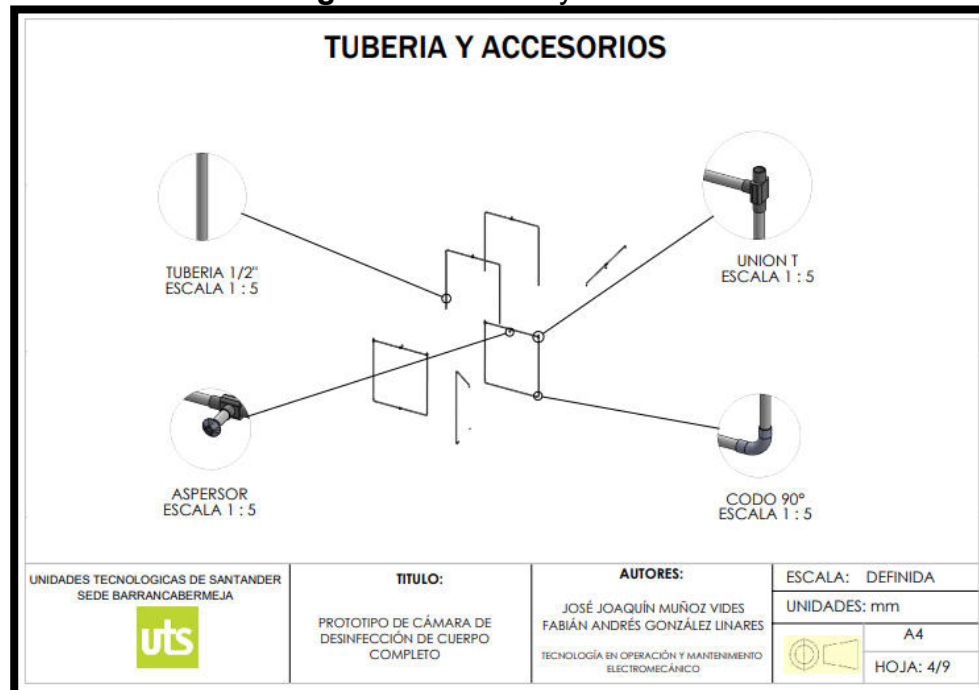 TUBERIA Y ACCESORIOS
TUBERIA 1/2"
ESCALA 1 : 5
UNION T
ESCALA 1 : 5
ASPERSOR
ESCALA 1 : 5
CODO 90°
ESCALA 1 : 5
UNIDADES TECNOLOGICAS DE SANTANDER
SEDE BARRANCABERMEJA
uts
TITULO:
PROTOTIPO DE CÁMARA DE
DESINFECCIÓN DE CUERPO
COMPLETO
AUTORES:
JOSÉ JOAQUÍN MUÑOZ VIDES
FABIÁN ANDRÉS GONZÁLEZ LINARES
TECNOLOGÍA EN OPERACIÓN Y MANTENIMIENTO
ELECTROMECÁNICO
ESCALA: DEFINIDA
UNIDADES: mm
A4
HOJA: 4/9